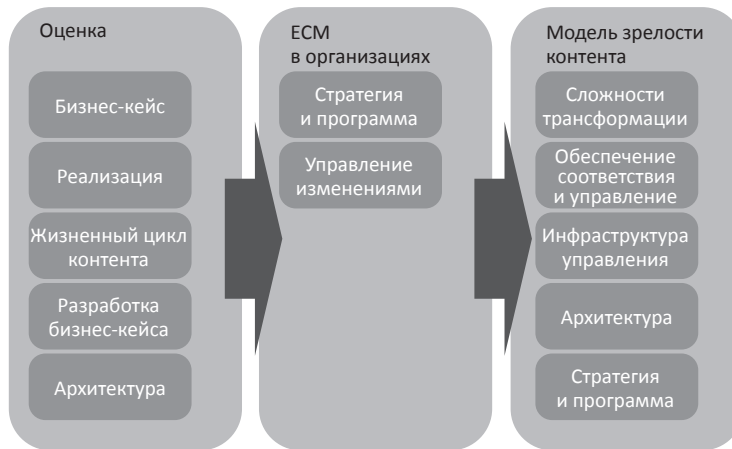 Оценка
Бизнес-кейс
Реализация
Жизненный цикл
контента
Разработка
бизнес-кейса
Архитектура
ECM
в организациях
Стратегия
и программа
Управление
изменениями
Модель зрелости
контента
Сложности
трансформации
Обеспечение
соответствия
и управление
Инфраструктура
управления
Архитектура
Стратегия
и программа